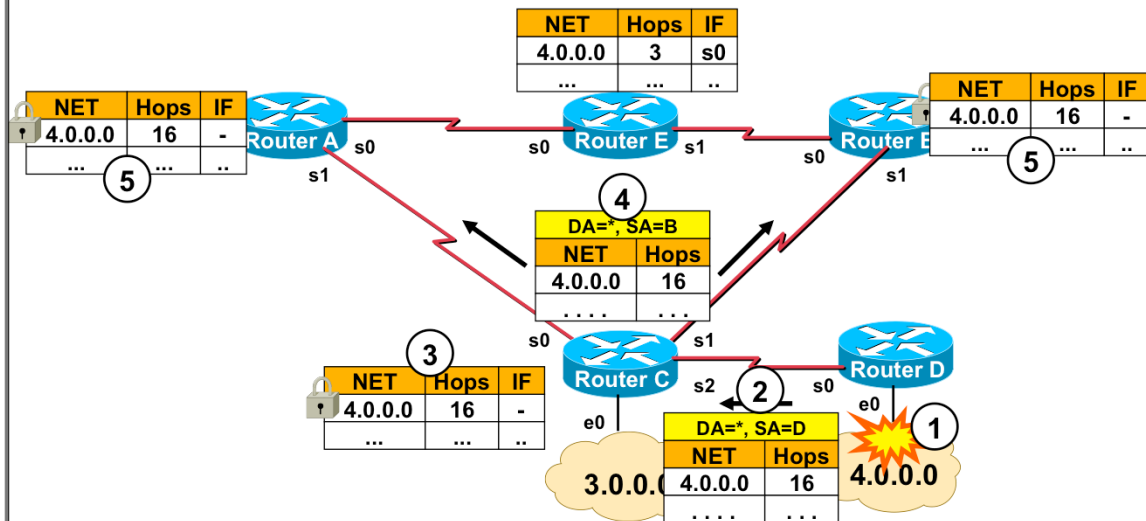 NET Hops IF
4.0.0.0 3 s0
... ... ..
NET Hops IF
4.0.0.0 16 -
... ... ..
5
Router A
s0
s1
Router E
s0
s1
Router B
s0
s1
NET Hops IF
4.0.0.0 16 -
... ... ..
5
4
DA=*, SA=B
NET Hops
4.0.0.0 16
. . . . . . .
3
NET Hops IF
4.0.0.0 16 -
... ... ..
Router C
s0
s1
s2
e0
Router D
s0
e0
2
DA=*, SA=D
NET Hops
4.0.0.0 16
. . . . . . .
1
3.0.0.0
4.0.0.0